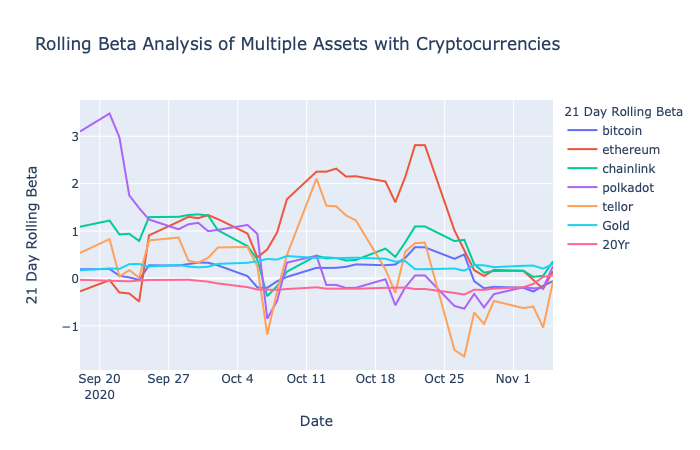 Rolling Beta Analysis of Multiple Assets with Cryptocurrencies
21 Day Rolling Beta
bitcoin
ethereum
chainlink
polkadot
tellor
Gold
20Yr
3
2
1
0
−1
21 Day Rolling Beta
Sep 20 Sep 27 Oct 4 Oct 11 Oct 18 Oct 25 Nov 1
2020
Date